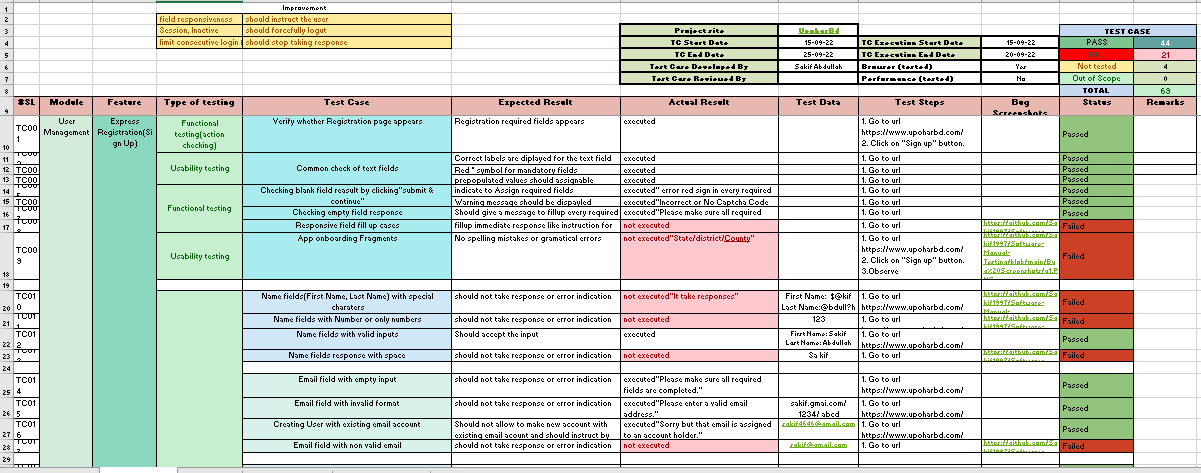 Improvement
field responsiveness should instruct the user
Session, Inactive should forcefully logut
limit consecutive login should stop taking response
Project site UpoharBd TEST CASE
TC Start Date 15-09-22 TC Execution Start Date 15-09-22 PASS 44
TC End Date 25-09-22 TC Execution End Date 20-09-22 21
Test Case Developed By Sakif Abdullah Browser (tested) Yes Not tested 4
Test Case Reviewed By Performance (tested) No Out of Scope 0
TOTAL 69
#SL Module Feature Type of testing Test Case Expected Result Actual Result Test Data Test Steps Bug Screenshots Status Remarks
TC001 User Management Express Registration(Sign Up) Functional testing(action checking) Verify whether Registration page appears Registration required fields appears executed 1. Go to url
https://www.upoharbd.com/
2. Click on "Sign up" button. Passed
Usability testing Common check of text fields Correct labels are diplayed for the text field executed 1. Go to url Passed
TC00 Red * symbol for mandatory fields executed 1. Go to url Passed
TC00 prepopulated values should assignable executed 1. Go to url Passed
Functional testing Checking blank field reasult by clicking"submit & continue" indicate to Assign required fields executed" error red sign in every required 1. Go to url Passed
TC00 Warning message should be dispayled executed"Incorrect or No Captcha Code 1. Go to url Passed
TC00 Checking empty field response Should give a message to fillup every required executed"Please make sure all required 1. Go to url Passed
Responsive field fill up cases fillup immediate response like instruction for not executed 1. Go to url https://github.com/Sa Failed
TC009 Usability testing App onboarding Fragments No spelling mistakes or gramatical errors not executed"State/district/County" 1. Go to url
https://www.upoharbd.com/
2. Click on "Sign up" button.
3.Observe
kif1997/Software-
Manual-
Testing/blob/main/Bu
g%20Screenshots/a1.P Failed
TC010 Name fields(First Name, Last Name) with special charaters should not take response or error indication not executed"It take responses" First Name: $@kif
Last Name:@bdull?h 1. Go to url
https://www.upoharbd.com/ https://github.com/Sa
kif1997/Software-
Manual- Failed
TC01 Name fields with Number or only numbers should not take response or error indication not executed 123 1. Go to url https://github.com/Sa Failed
TC012 Name fields with valid inputs Should accept the input executed First Name: Sakif
Last Name: Abdullah 1. Go to url
https://www.upoharbd.com/ Passed
Name fields response with space should not take response or error indication not executed Sa kif 1. Go to url https://github.com/Sa Failed
TC014 Email field with empty input should not take response or error indication executed"Please make sure all required fields are completed." 1. Go to url
https://www.upoharbd.com/ Passed
TC015 Email field with invalid format should not take response or error indication executed"Please enter a valid email address." sakif.gmai.com/
1234/ abcd 1. Go to url
https://www.upoharbd.com/ Passed
TC016 Creating User with existing email account Should not allow to make new account with existing email acount and should instruct by executed"Sorry but that email is assigned to an account holder." sakif4646@gmail.com 1. Go to url
https://www.upoharbd.com/ Passed
Email field with non valid email should not take response or error indication not executed sakif@gmail.com 1. Go to url https://github.com/Sa Failed